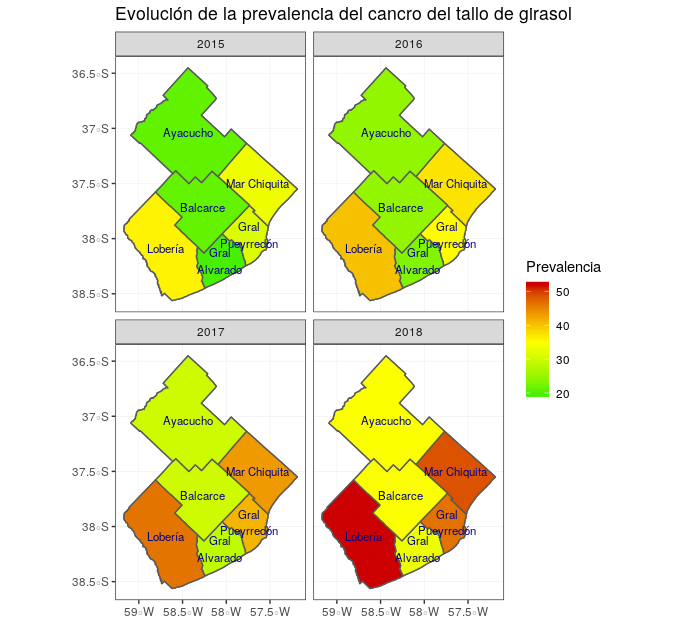 Evolución de la prevalencia del cancro del tallo de girasol
2015
2016
36.5°S
37°S
37.5°S
38°S
38.5°S
Ayacucho
Mar Chiquita
Balcarce
Gral
Pueyrredón
Lobería
Gral
Alvarado
Ayacucho
Mar Chiquita
Balcarce
Gral
Pueyrredón
Lobería
Gral
Alvarado
Prevalencia
50
40
30
20
2017
2018
36.5°S
37°S
37.5°S
38°S
38.5°S
Ayacucho
Mar Chiquita
Balcarce
Gral
Pueyrredón
Lobería
Gral
Alvarado
Ayacucho
Mar Chiquita
Balcarce
Gral
Pueyrredón
Lobería
Gral
Alvarado
59°W 58.5°W 58°W 57.5°W
59°W 58.5°W 58°W 57.5°W